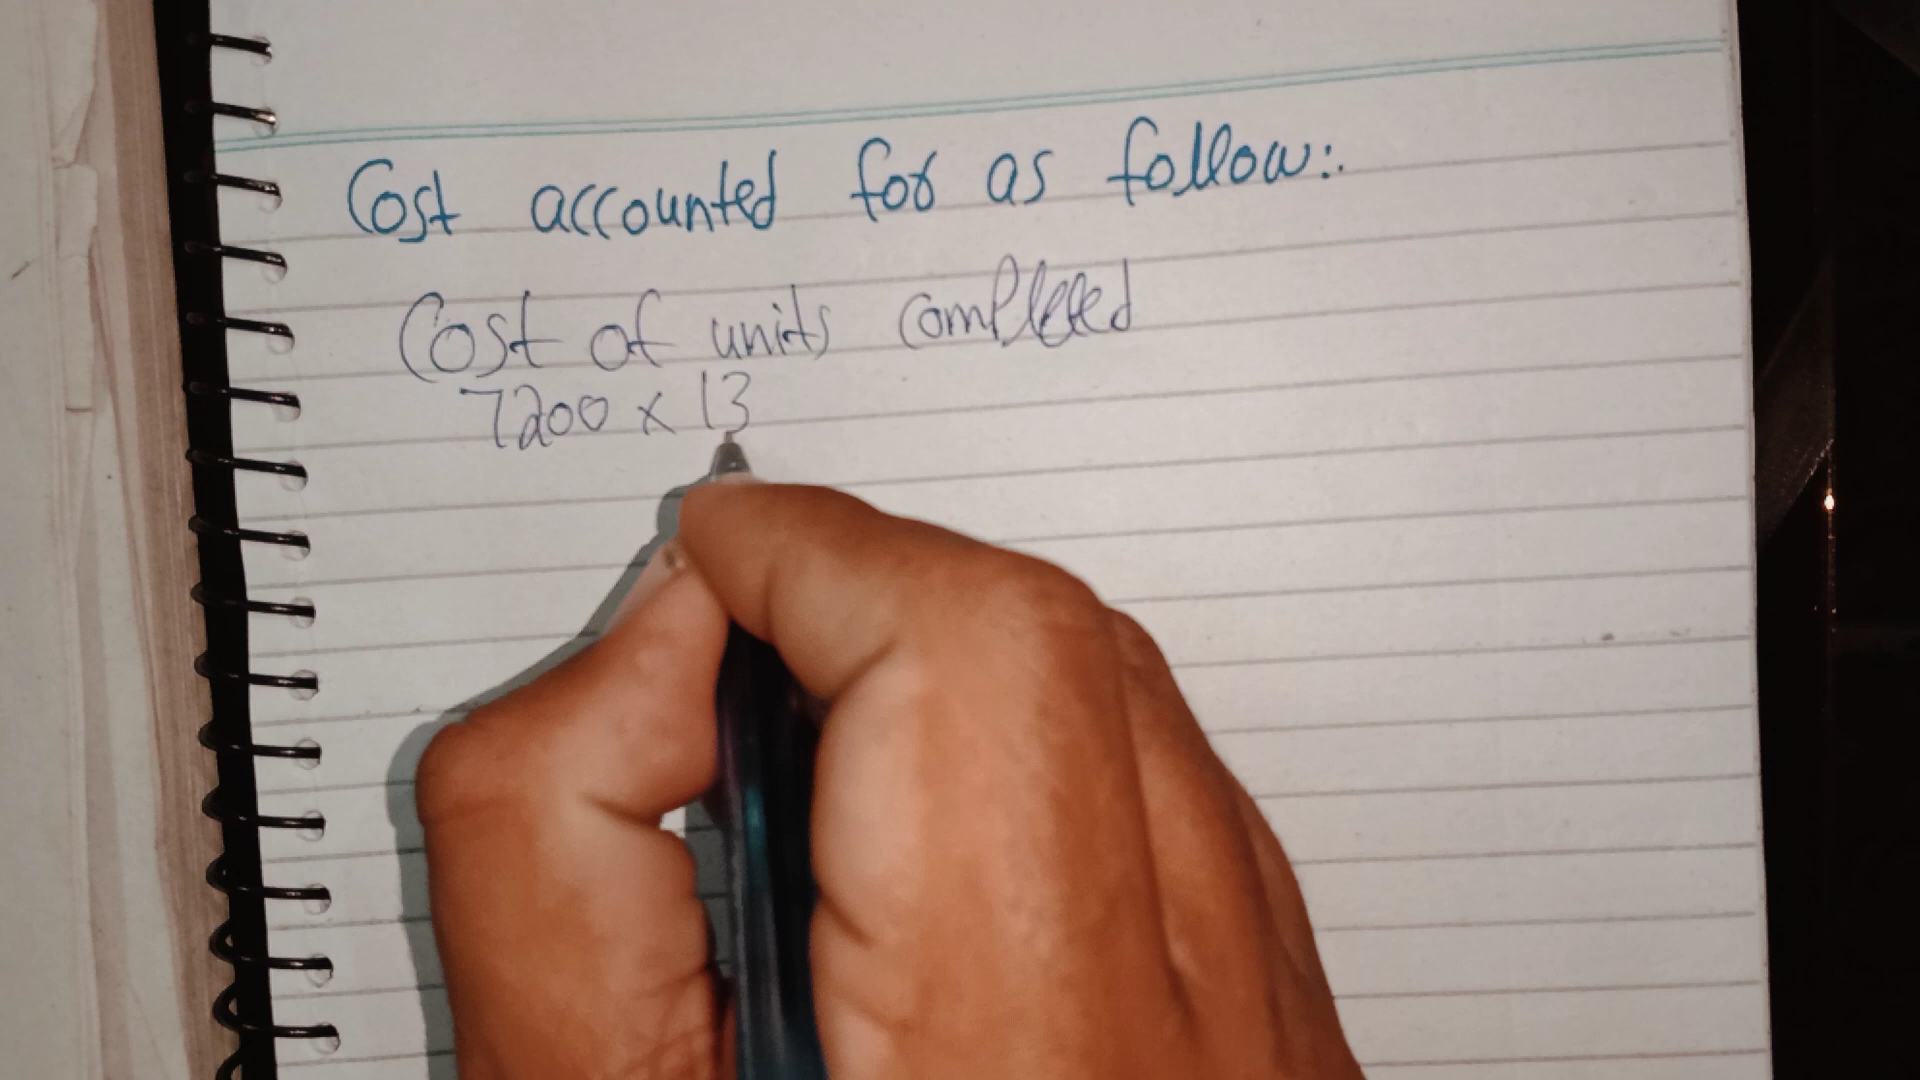 Cost accounted for as follow:.
Cost of units completed
7200 x 13